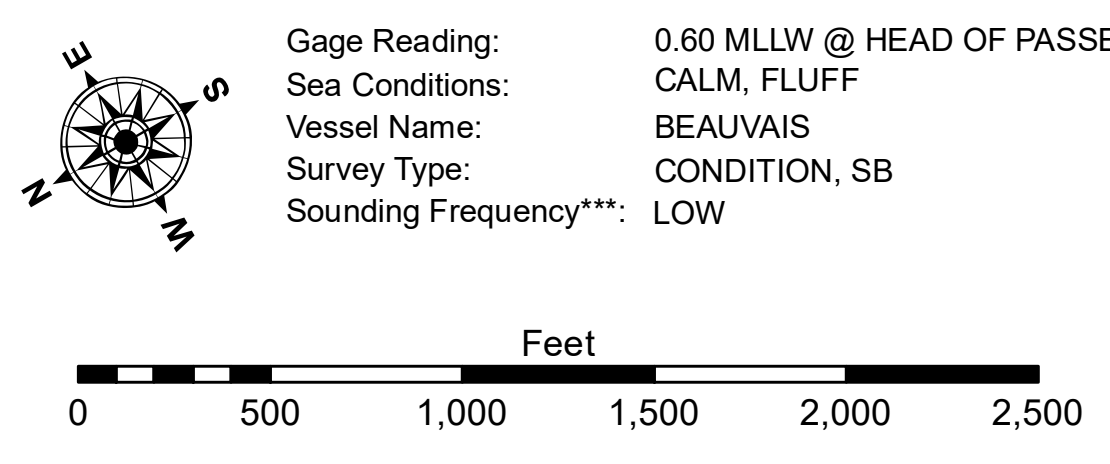 E
S
N
W
Gage Reading: 0.60 MLLW @ HEAD OF PASSE
Sea Conditions: CALM, FLUFF
Vessel Name: BEAUVAIS
Survey Type: CONDITION, SB
Sounding Frequency***: LOW
Feet
0 500 1,000 1,500 2,000 2,500